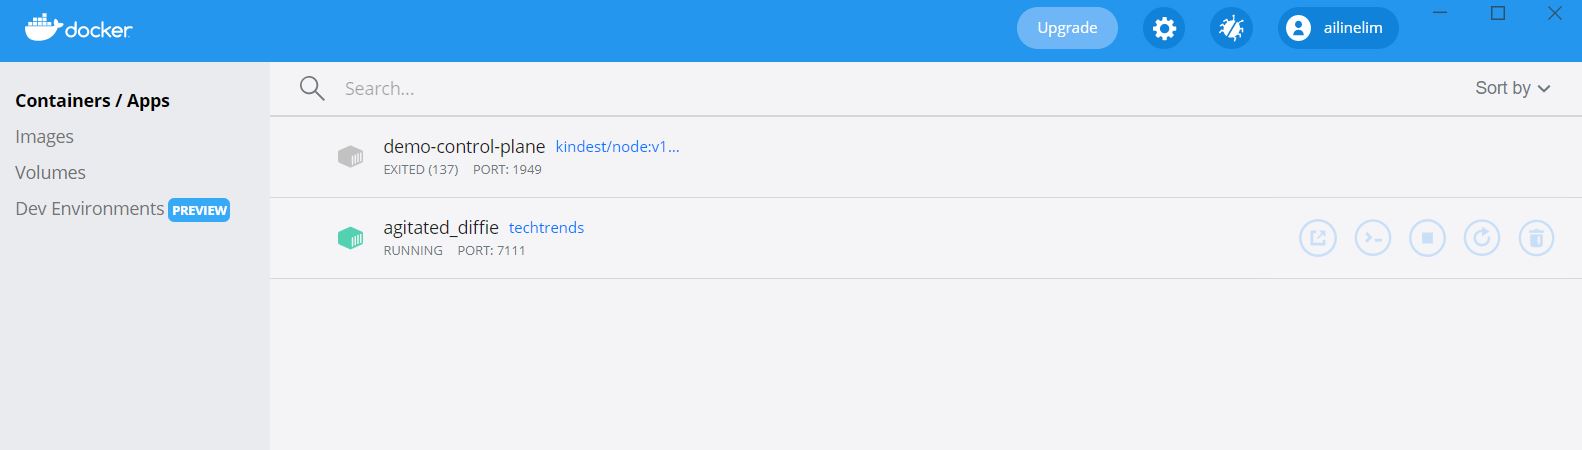 docker
Upgrade
ailinelim
Containers / Apps
Images
Volumes
Dev Environments PREVIEW
Search...
Sort by
demo-control-plane kindest/node:v1...
EXITED (137) PORT: 1949
agitated_diffie techtrends
RUNNING PORT: 7111